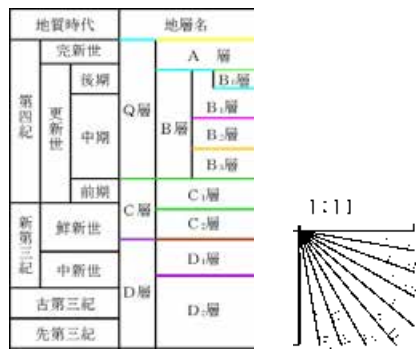 地質時代 地層名
第四紀 完新世 Q層 A 層
更新世 後期 B層 B₀層
中期 B₁層
B₂層
B₃層
前期 C層 C₁層
新第三紀 鮮新世 C₂層
中新世 D層 D₁層
古第三紀 D₂層
先第三紀
1:11